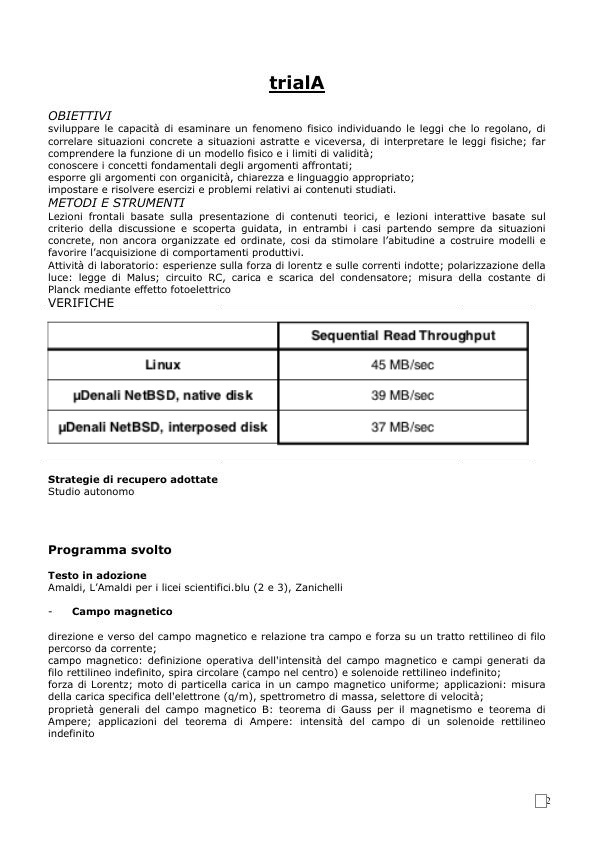 trialA
OBIETTIVI
sviluppare le capacità di esaminare un fenomeno fisico individuando le leggi che lo regolano, di
correlare situazioni concrete a situazioni astratte e viceversa, di interpretare le leggi fisiche; far
comprendere la funzione di un modello fisico e i limiti di validità;
conoscere i concetti fondamentali degli argomenti affrontati;
esporre gli argomenti con organicità, chiarezza e linguaggio appropriato;
impostare e risolvere esercizi e problemi relativi ai contenuti studiati.
METODI E STRUMENTI
Lezioni frontali basate sulla presentazione di contenuti teorici, e lezioni interattive basate sul
criterio della discussione e scoperta guidata, in entrambi i casi partendo sempre da situazioni
concrete, non ancora organizzate ed ordinate, cosi da stimolare l’abitudine a costruire modelli e
favorire l’acquisizione di comportamenti produttivi.
Attività di laboratorio: esperienze sulla forza di lorentz e sulle correnti indotte; polarizzazione della
luce: legge di Malus; circuito RC, carica e scarica del condensatore; misura della costante di
Planck mediante effetto fotoelettrico
VERIFICHE
Sequential Read Throughput
Linux 45 MB/sec
µDenali NetBSD, native disk 39 MB/sec
µDenali NetBSD, interposed disk 37 MB/sec
Strategie di recupero adottate
Studio autonomo
Programma svolto
Testo in adozione
Amaldi, L’Amaldi per i licei scientifici.blu (2 e 3), Zanichelli
- Campo magnetico
direzione e verso del campo magnetico e relazione tra campo e forza su un tratto rettilineo di filo
percorso da corrente;
campo magnetico: definizione operativa dell'intensità del campo magnetico e campi generati da
filo rettilineo indefinito, spira circolare (campo nel centro) e solenoide rettilineo indefinito;
forza di Lorentz; moto di particella carica in un campo magnetico uniforme; applicazioni: misura
della carica specifica dell'elettrone (q/m), spettrometro di massa, selettore di velocità;
proprietà generali del campo magnetico B: teorema di Gauss per il magnetismo e teorema di
Ampere; applicazioni del teorema di Ampere: intensità del campo di un solenoide rettilineo
indefinito
2